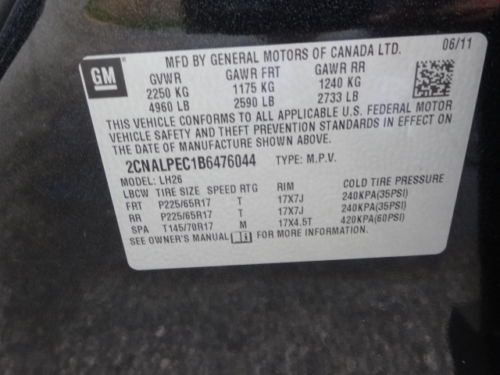 GM
MFD BY GENERAL MOTORS OF CANADA LTD. 06/11
GVWR GAWR FRT GAWR RR
2250 KG 1175 KG 1240 KG
4960 LB 2590 LB 2733 LB
THIS VEHICLE CONFORMS TO ALL APPLICABLE U.S. FEDERAL MOTOR
VEHICLE SAFETY AND THEFT PREVENTION STANDARDS IN EFFECT ON
THE DATE OF MANUFACTURE SHOWN ABOVE.
2CNALPEC1B6476044 TYPE: M.P.V.
MODEL: LH26
LBCW TIRE SIZE SPEED RTG RIM COLD TIRE PRESSURE
FRT P225/65R17 T 17X7J 240KPA(35PSI)
RR P225/65R17 T 17X7J 240KPA(35PSI)
SPA T145/70R17 M 17X4.5T 420KPA(60PSI)
SEE OWNER'S MANUAL FOR ADDITIONAL INFORMATION.